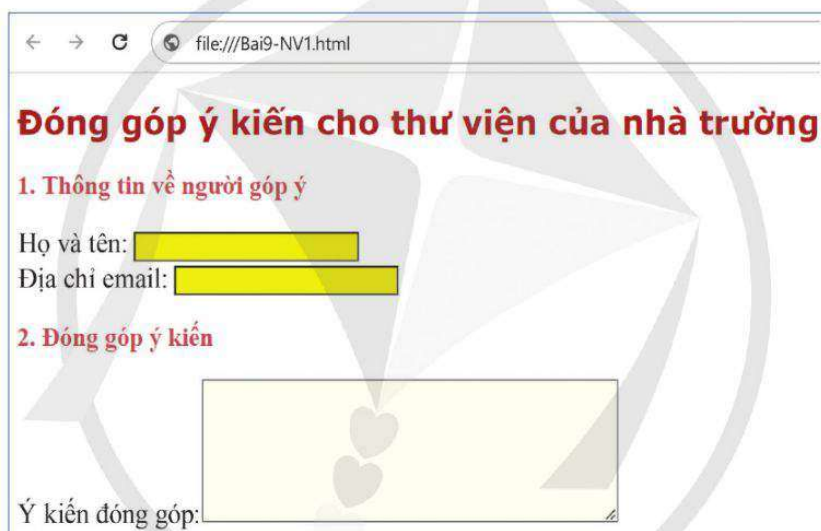 file:///Bai9-NV1.html
Đóng góp ý kiến cho thư viện của nhà trường
1. Thông tin về người góp ý
Họ và tên:
Địa chỉ email:
2. Đóng góp ý kiến
Ý kiến đóng góp: